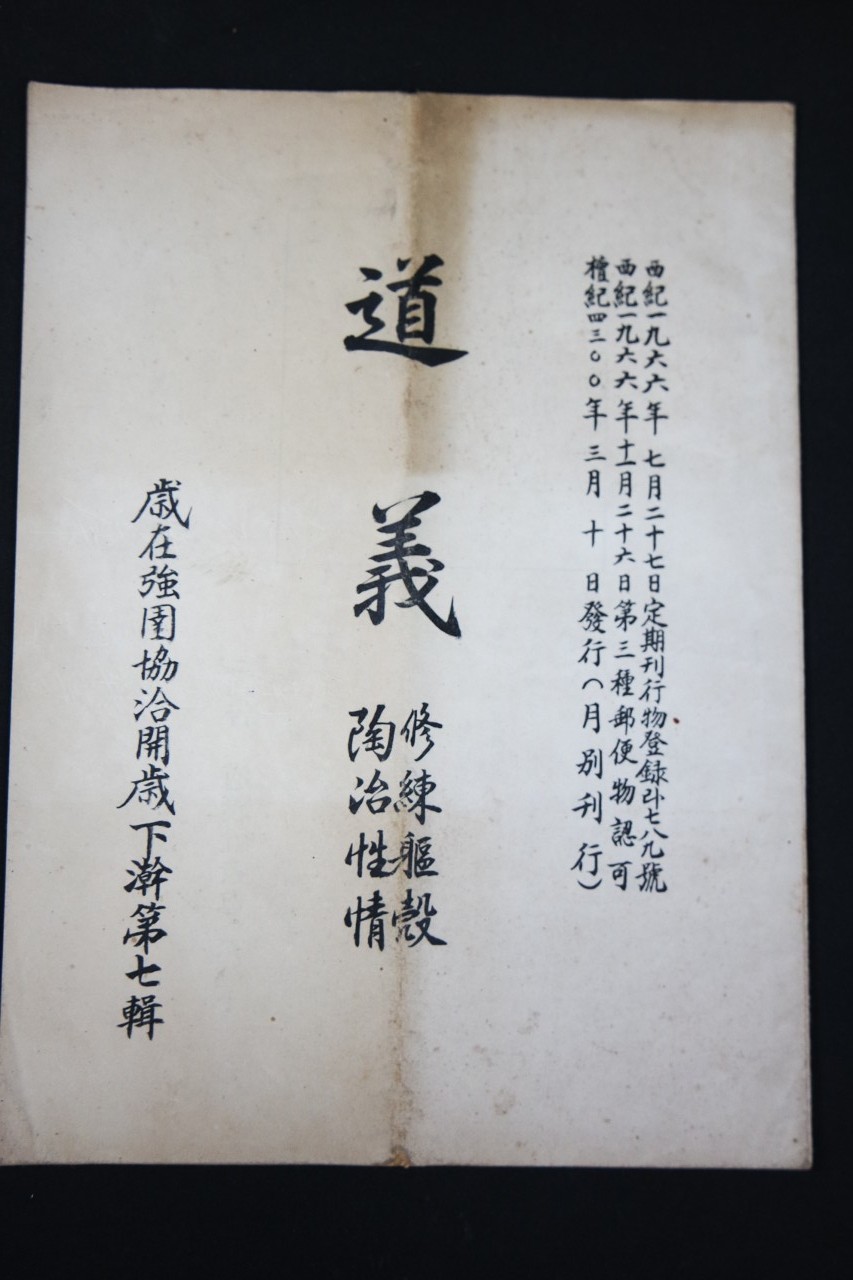 西紀一九六六年七月二十七日定期刊行物登録라七八九號
西紀一九六六年十一月二十六日第三種郵便物認可
檀紀四三〇〇年三月十日發行(月別刊行)
道義
修練軀殼
陶冶性情
歲在強圉協洽開歲下澣第七輯